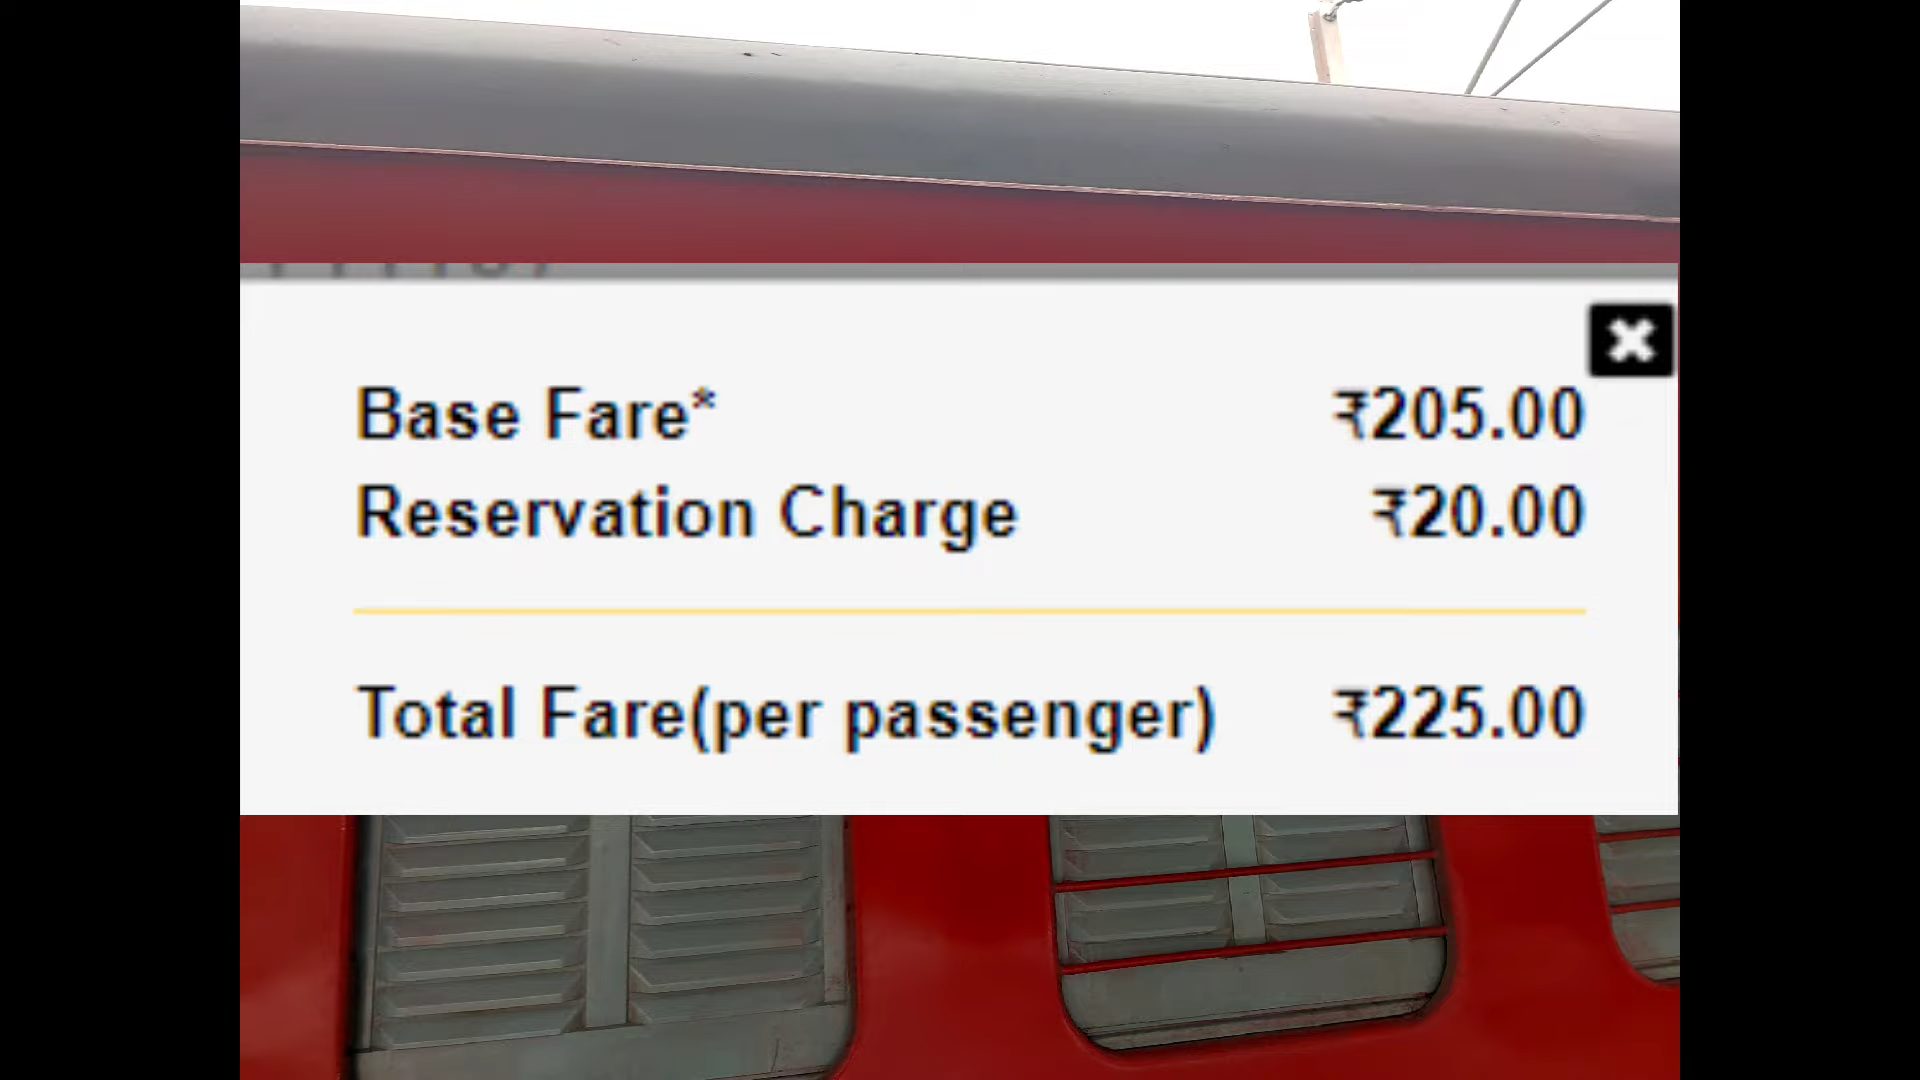 Base Fare* ₹205.00
Reservation Charge ₹20.00
Total Fare(per passenger) ₹225.00